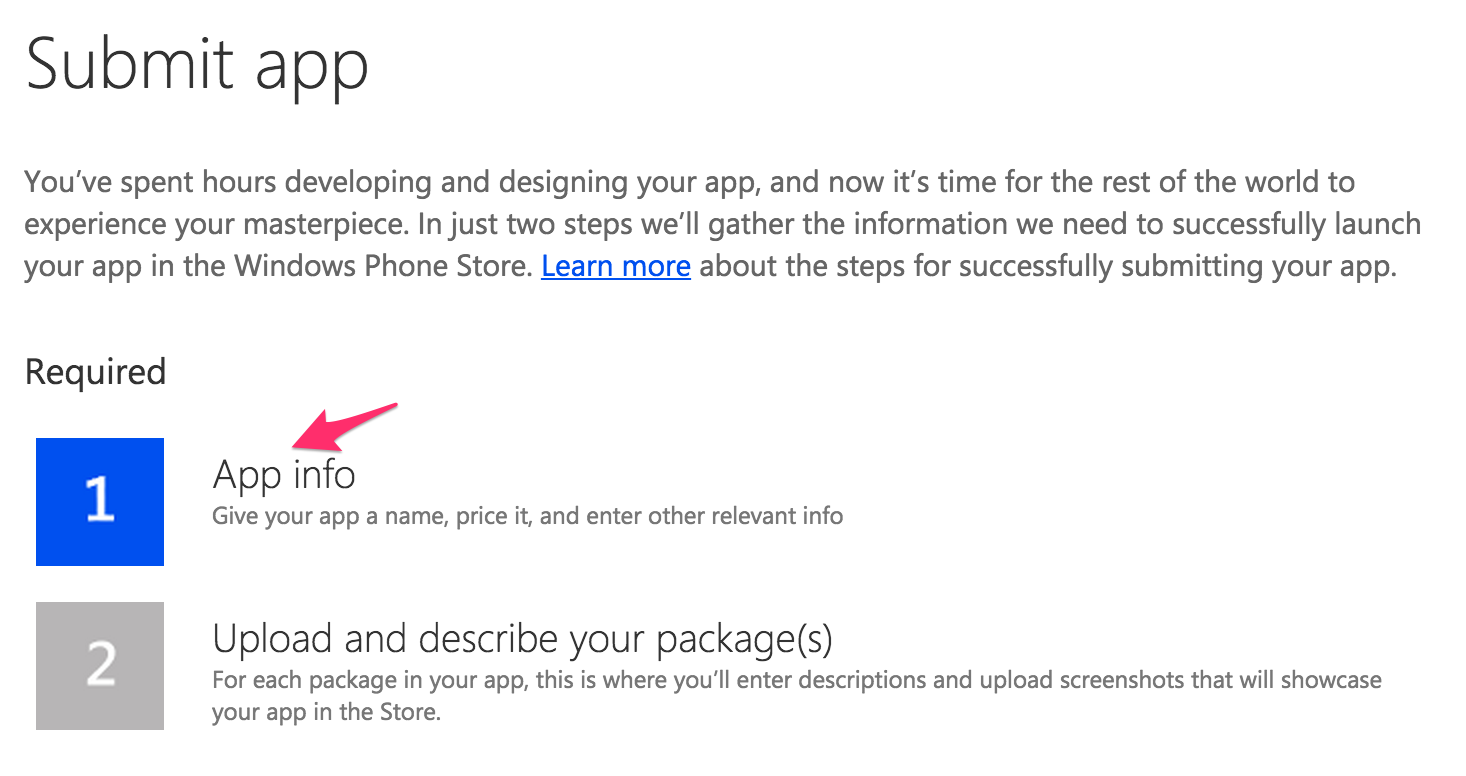 Submit app
You’ve spent hours developing and designing your app, and now it’s time for the rest of the world to
experience your masterpiece. In just two steps we’ll gather the information we need to successfully launch
your app in the Windows Phone Store. Learn more about the steps for successfully submitting your app.
Required
1
App info
Give your app a name, price it, and enter other relevant info
2
Upload and describe your package(s)
For each package in your app, this is where you’ll enter descriptions and upload screenshots that will showcase
your app in the Store.